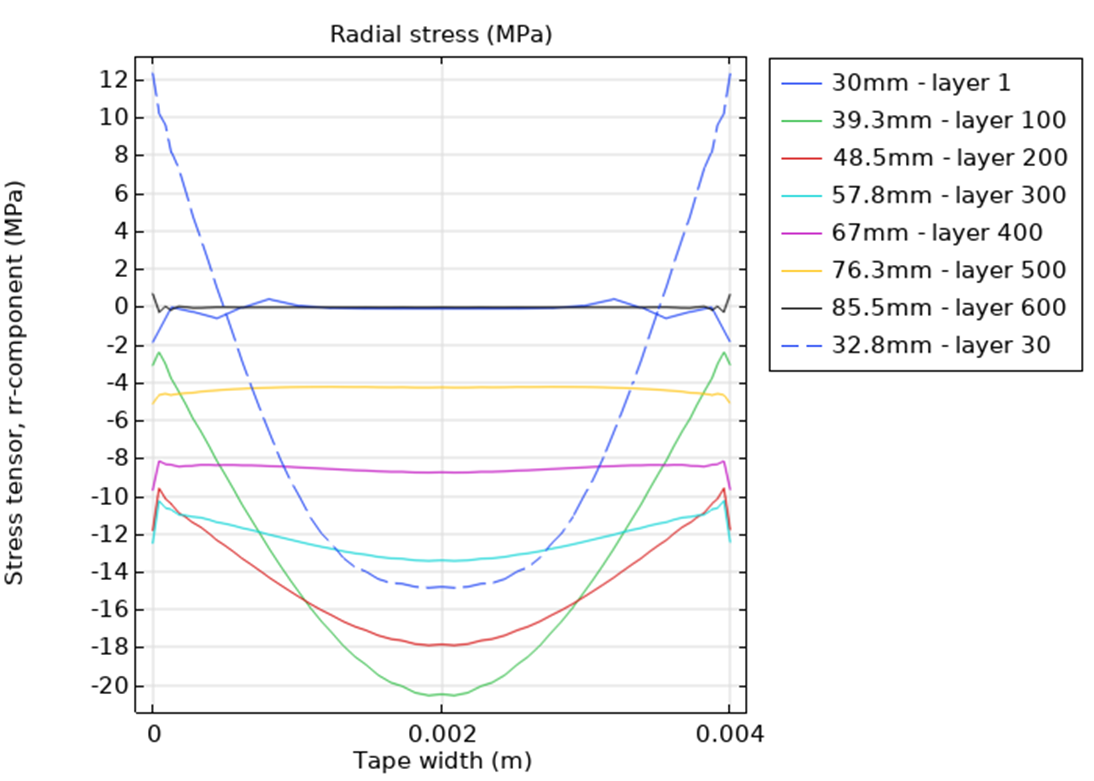 Radial stress (MPa)
Stress tensor, rr-component (MPa)
12
10
8
6
4
2
0
-2
-4
-6
-8
-10
-12
-14
-16
-18
-20
0 0.002 0.004
Tape width (m)
30mm - layer 1
39.3mm - layer 100
48.5mm - layer 200
57.8mm - layer 300
67mm - layer 400
76.3mm - layer 500
85.5mm - layer 600
32.8mm - layer 30